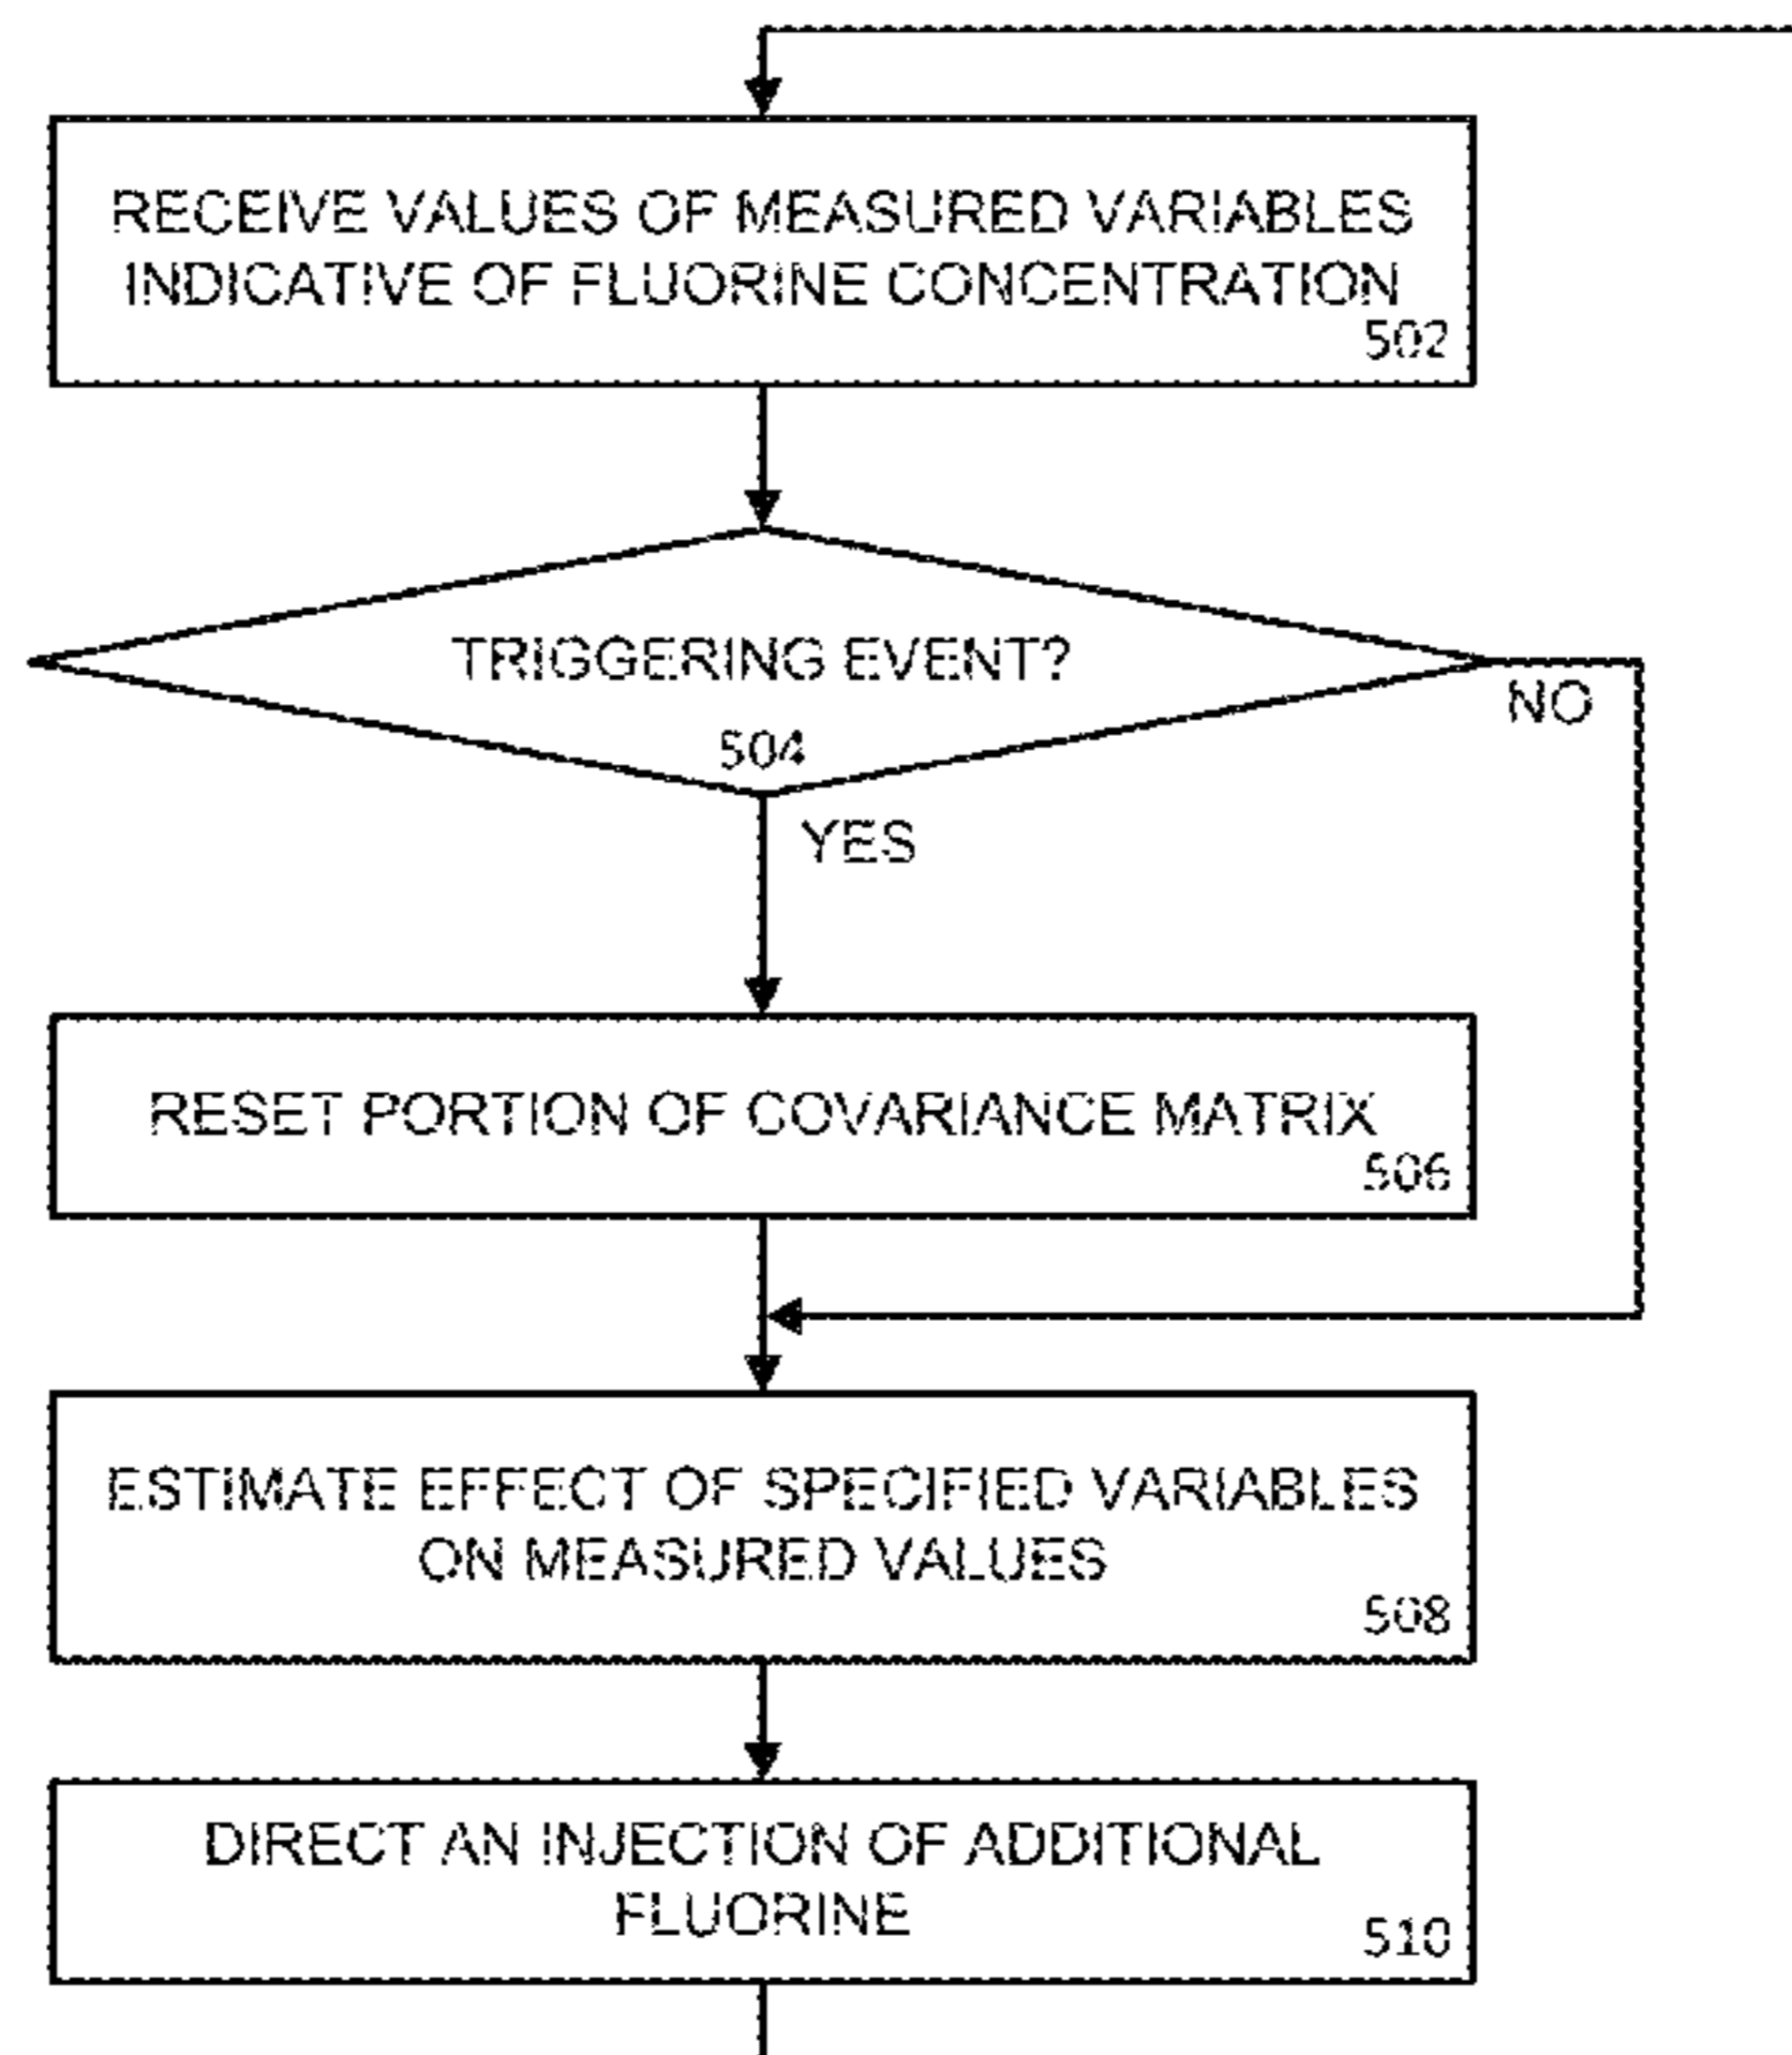 RECEIVE VALUES OF MEASURED VARIABLES
INDICATIVE OF FLUORINE CONCENTRATION
502
TRIGGERING EVENT?
504
NO
YES
RESET PORTION OF COVARIANCE MATRIX
506
ESTIMATE EFFECT OF SPECIFIED VARIABLES
ON MEASURED VALUES
508
DIRECT AN INJECTION OF ADDITIONAL
FLUORINE
510